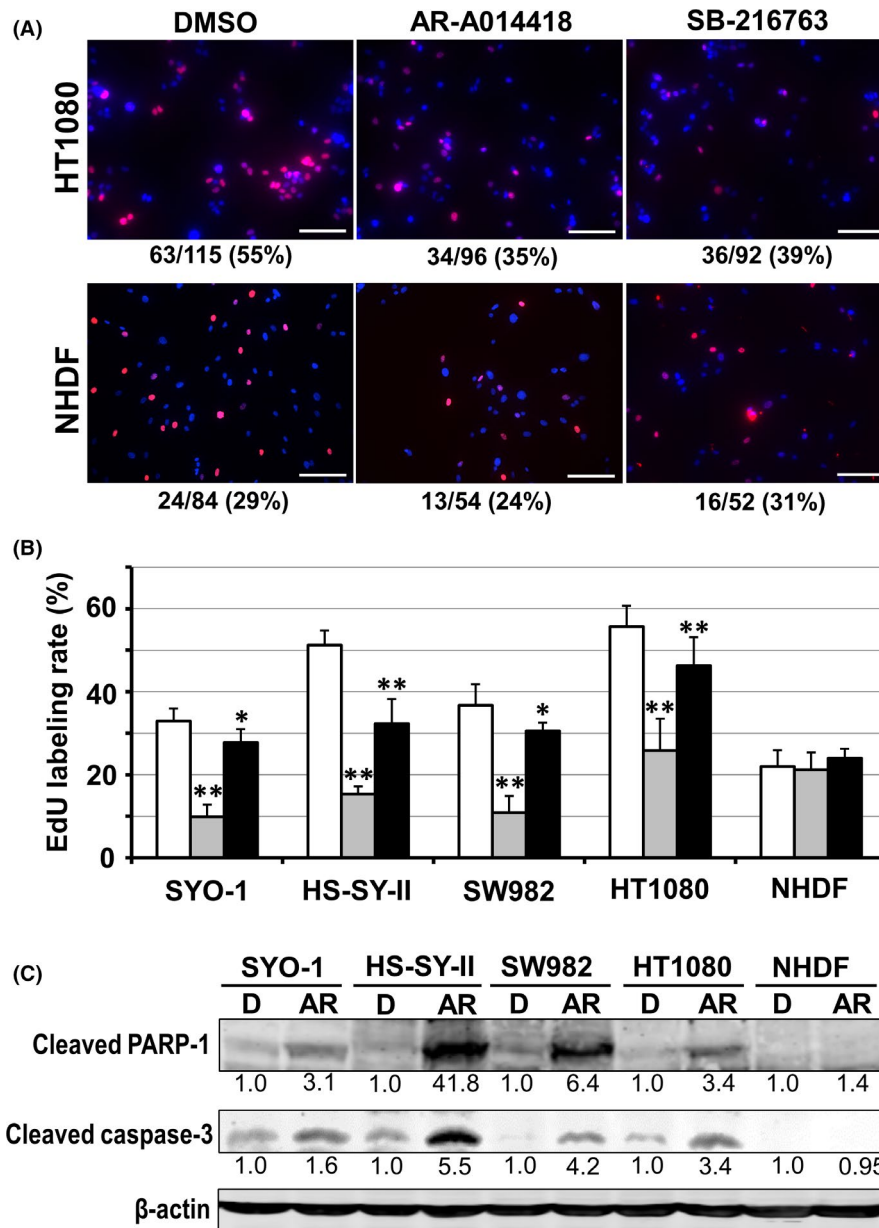 (A)
DMSO AR-A014418 SB-216763
HT1080
63/115 (55%) 34/96 (35%) 36/92 (39%)
NHDF
24/84 (29%) 13/54 (24%) 16/52 (31%)
(B)
EdU labeling rate (%)
60
40
20
0
** * ** ** ** * ** **
SYO-1 HS-SY-II SW982 HT1080 NHDF
(C)
SYO-1 HS-SY-II SW982 HT1080 NHDF
D AR D AR D AR D AR D AR
Cleaved PARP-1
1.0 3.1 1.0 41.8 1.0 6.4 1.0 3.4 1.0 1.4
Cleaved caspase-3
1.0 1.6 1.0 5.5 1.0 4.2 1.0 3.4 1.0 0.95
β-actin